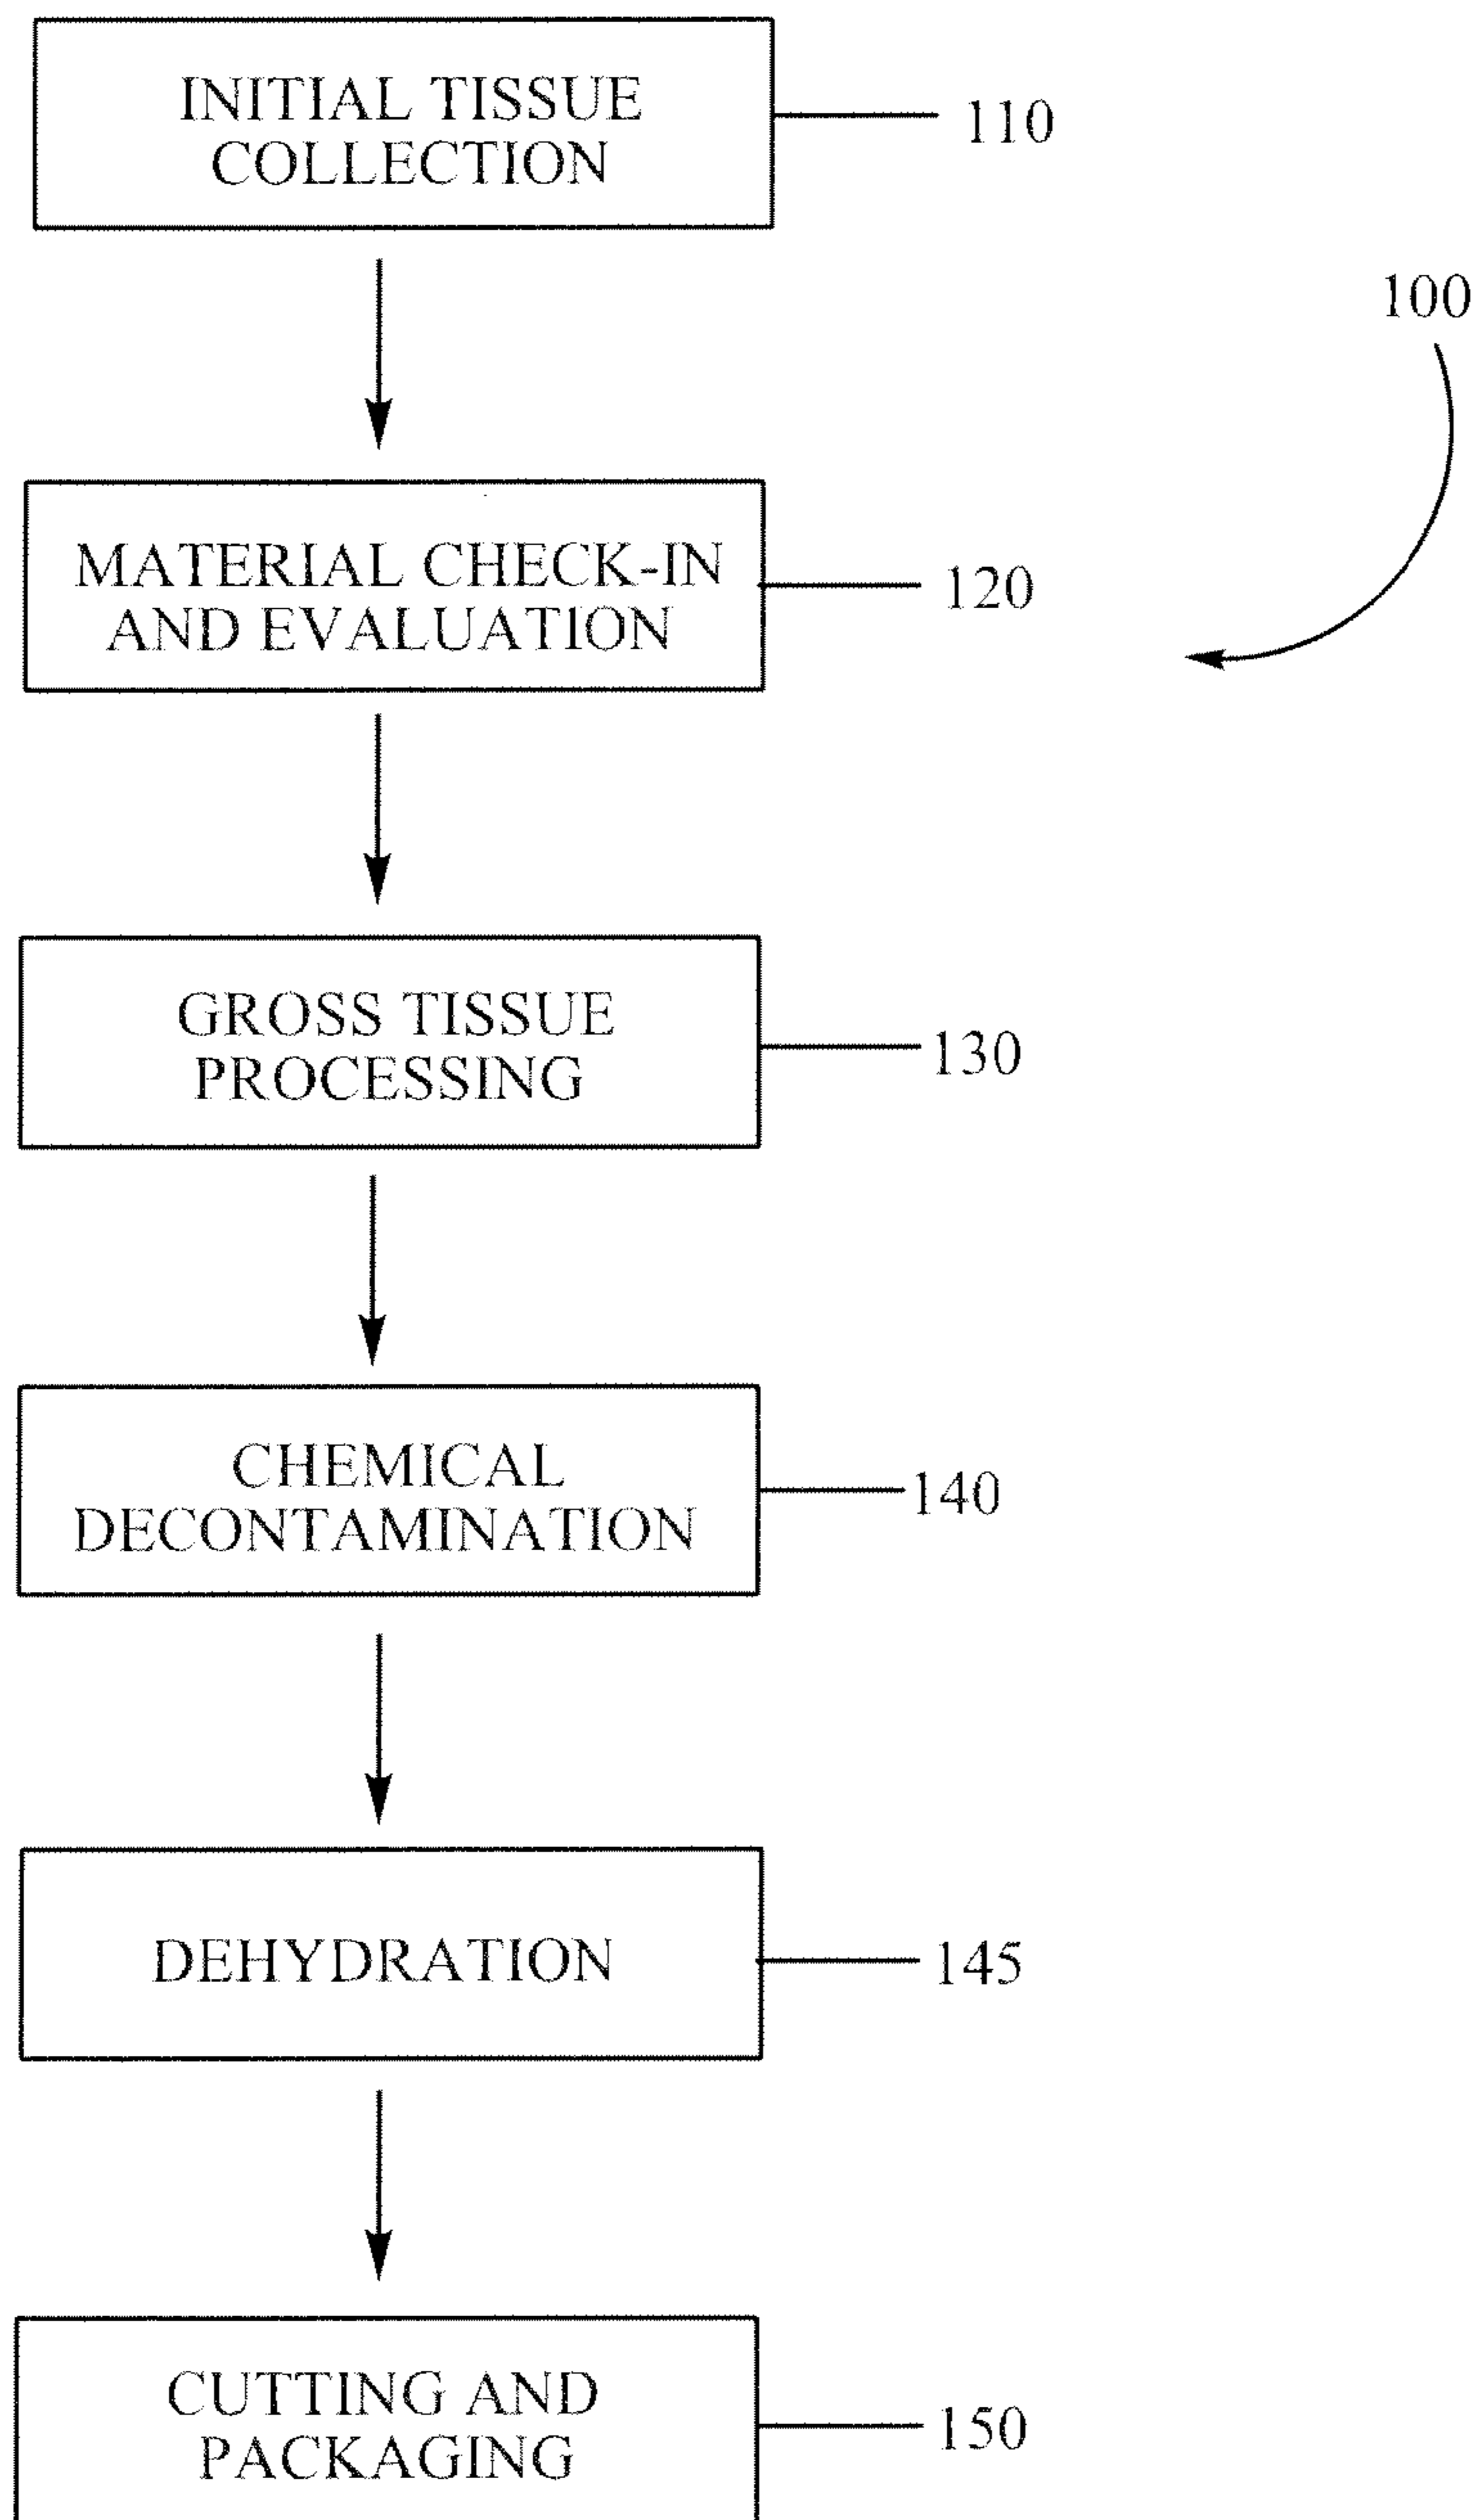 INITIAL TISSUE
COLLECTION
110
100
MATERIAL CHECK-IN
AND EVALUATION
120
GROSS TISSUE
PROCESSING
130
CHEMICAL
DECONTAMINATION
140
DEHYDRATION
145
CUTTING AND
PACKAGING
150